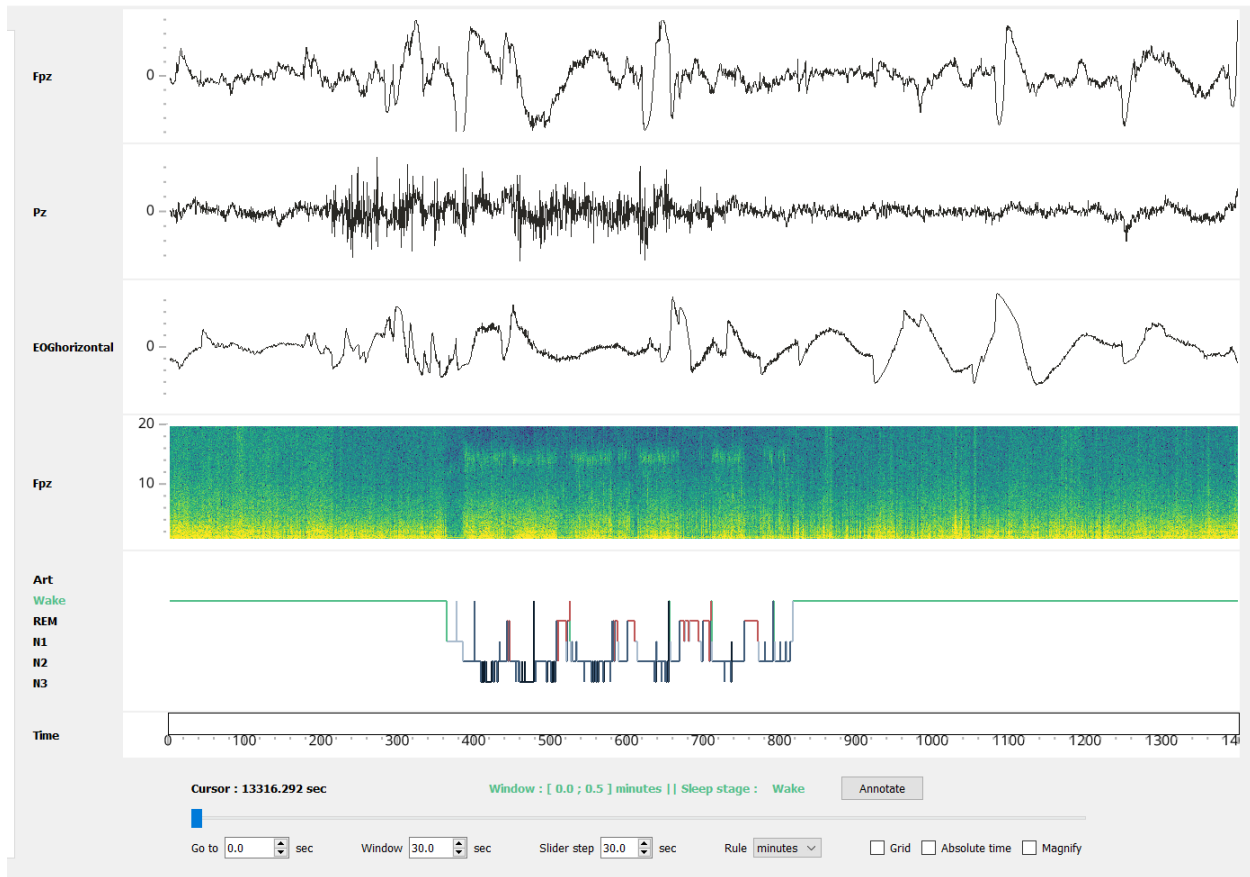 Fpz
0
Pz
0
EOGhorizontal
0
20
Fpz
10
Art
Wake
REM
N1
N2
N3
Time
0 100 200 300 400 500 600 700 800 900 1000 1100 1200 1300 14
Cursor : 13316.292 sec Window : [ 0.0 ; 0.5 ] minutes || Sleep stage : Wake Annotate
Go to 0.0 sec Window 30.0 sec Slider step 30.0 sec Rule minutes Grid Absolute time Magnify